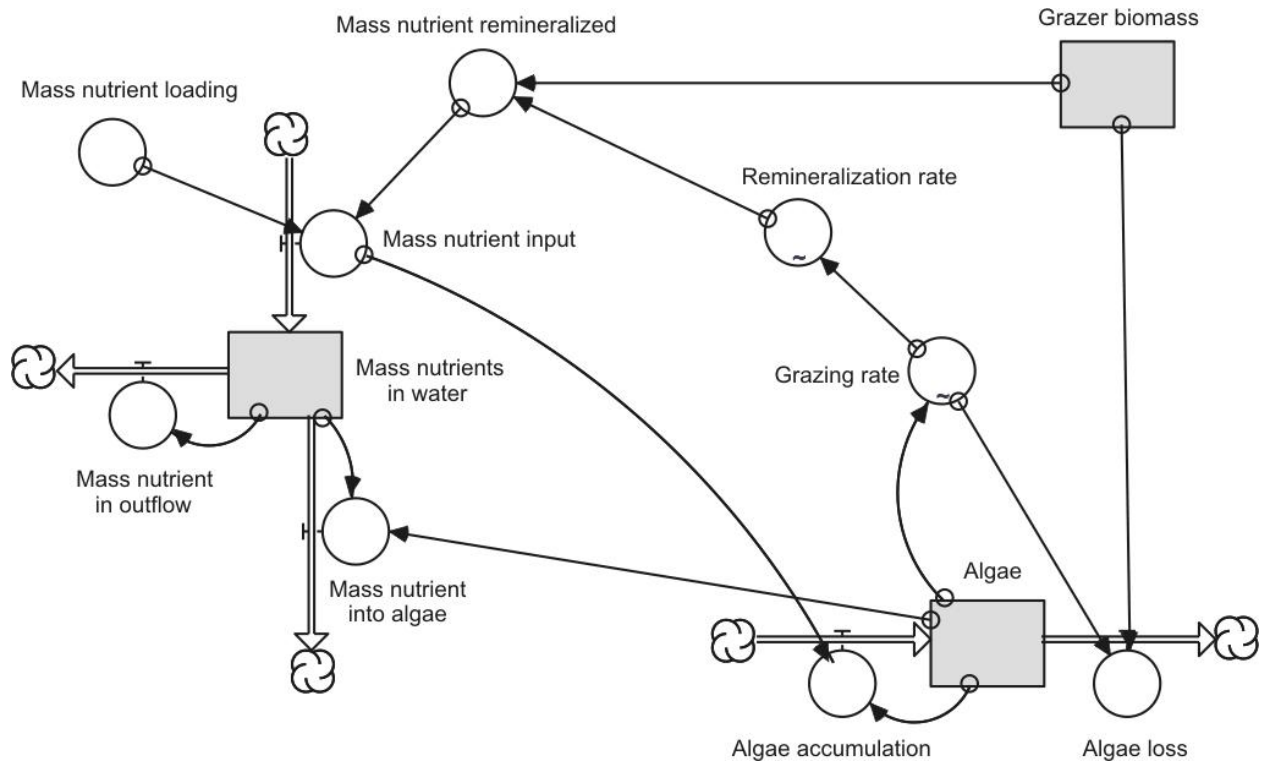 Mass nutrient remineralized
Grazer biomass
Mass nutrient loading
Remineralization rate
Mass nutrient input
Mass nutrients
in water
Grazing rate
Mass nutrient
in outflow
Mass nutrient
into algae
Algae
Algae accumulation
Algae loss
~
~